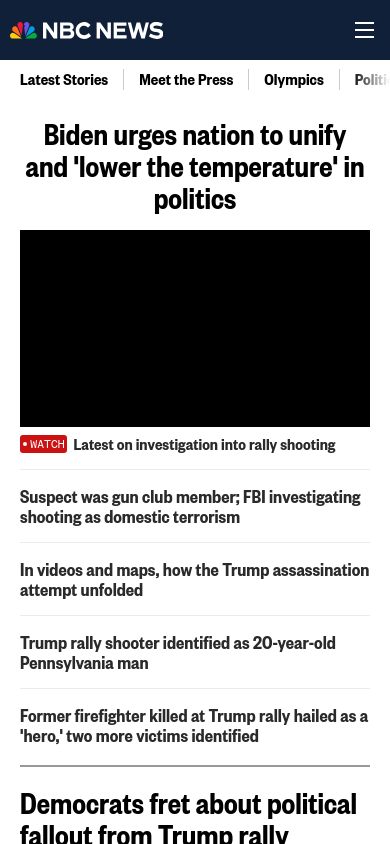 NBC NEWS
Latest Stories
Meet the Press
Olympics
Politi
Biden urges nation to unify
and 'lower the temperature' in
politics
WATCH Latest on investigation into rally shooting
Suspect was gun club member; FBI investigating
shooting as domestic terrorism
In videos and maps, how the Trump assassination
attempt unfolded
Trump rally shooter identified as 20-year-old
Pennsylvania man
Former firefighter killed at Trump rally hailed as a
'hero,' two more victims identified
Democrats fret about political
fallout from Trump rally